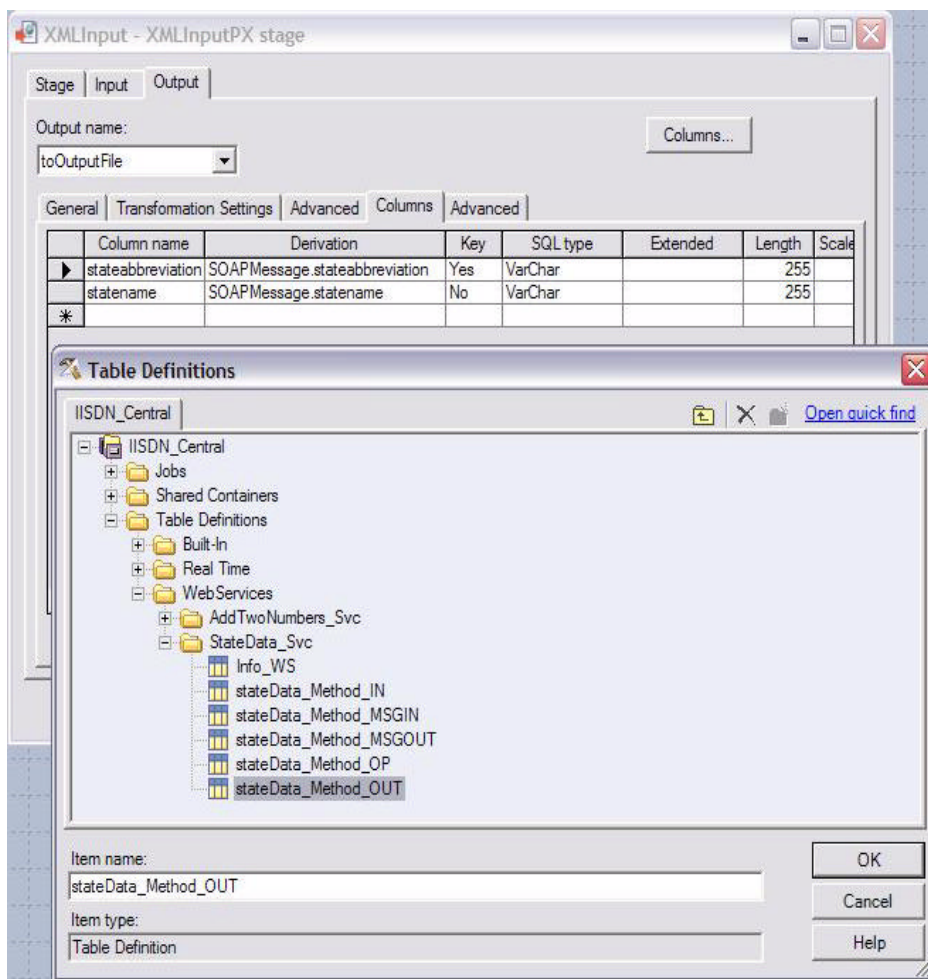 XMLInput - XMLInputPX stage
Stage Input Output
Output name:
Columns...
toOutputFile
General Transformation Settings Advanced Columns Advanced
Column name Derivation Key SQL type Extended Length Scale
stateabbreviation SOAPMessage.stateabbreviation Yes VarChar 255
statename SOAPMessage.statename No VarChar 255
Table Definitions
IISDN_Central Open quick find
IISDN_Central
Jobs
Shared Containers
Table Definitions
Built-In
Real Time
WebServices
AddTwoNumbers_Svc
StateData_Svc
Info_WS
stateData_Method_IN
stateData_Method_MSGIN
stateData_Method_MSGOUT
stateData_Method_OP
stateData_Method_OUT
Item name:
OK
stateData_Method_OUT
Cancel
Item type:
Table Definition
Help